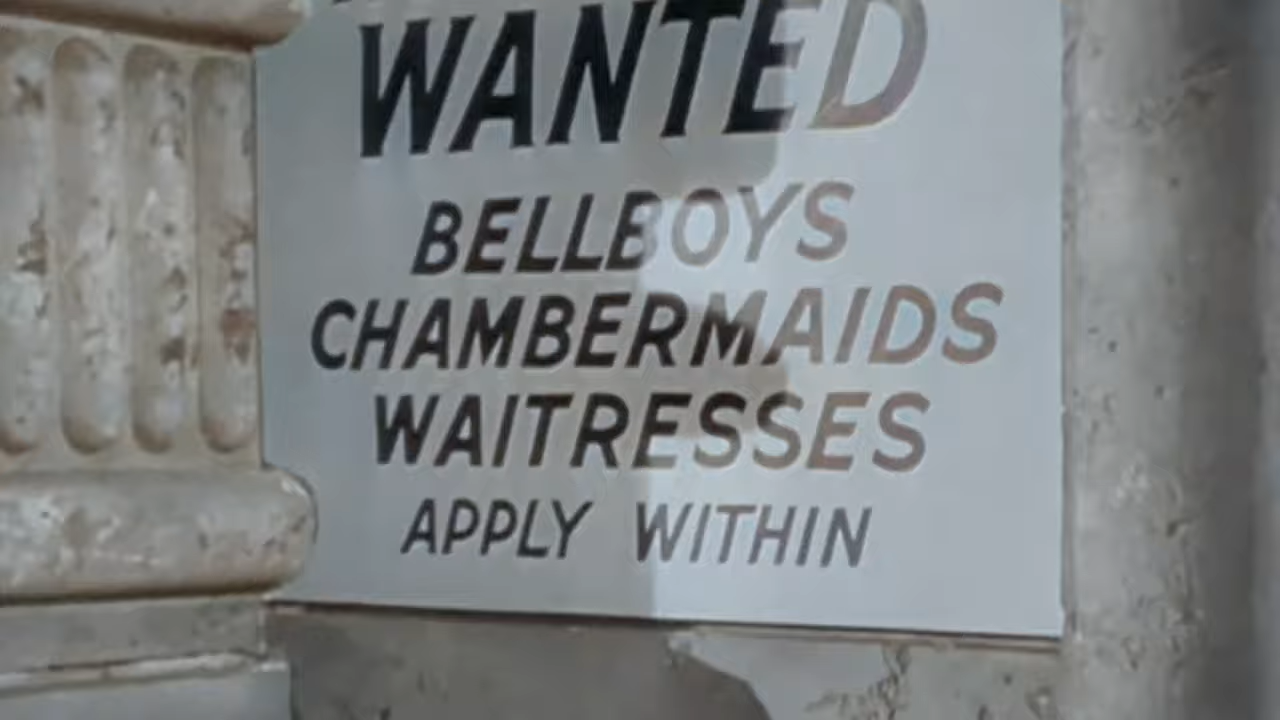 WANTED
BELLBOYS
CHAMBERMAIDS
WAITRESSES
APPLY WITHIN